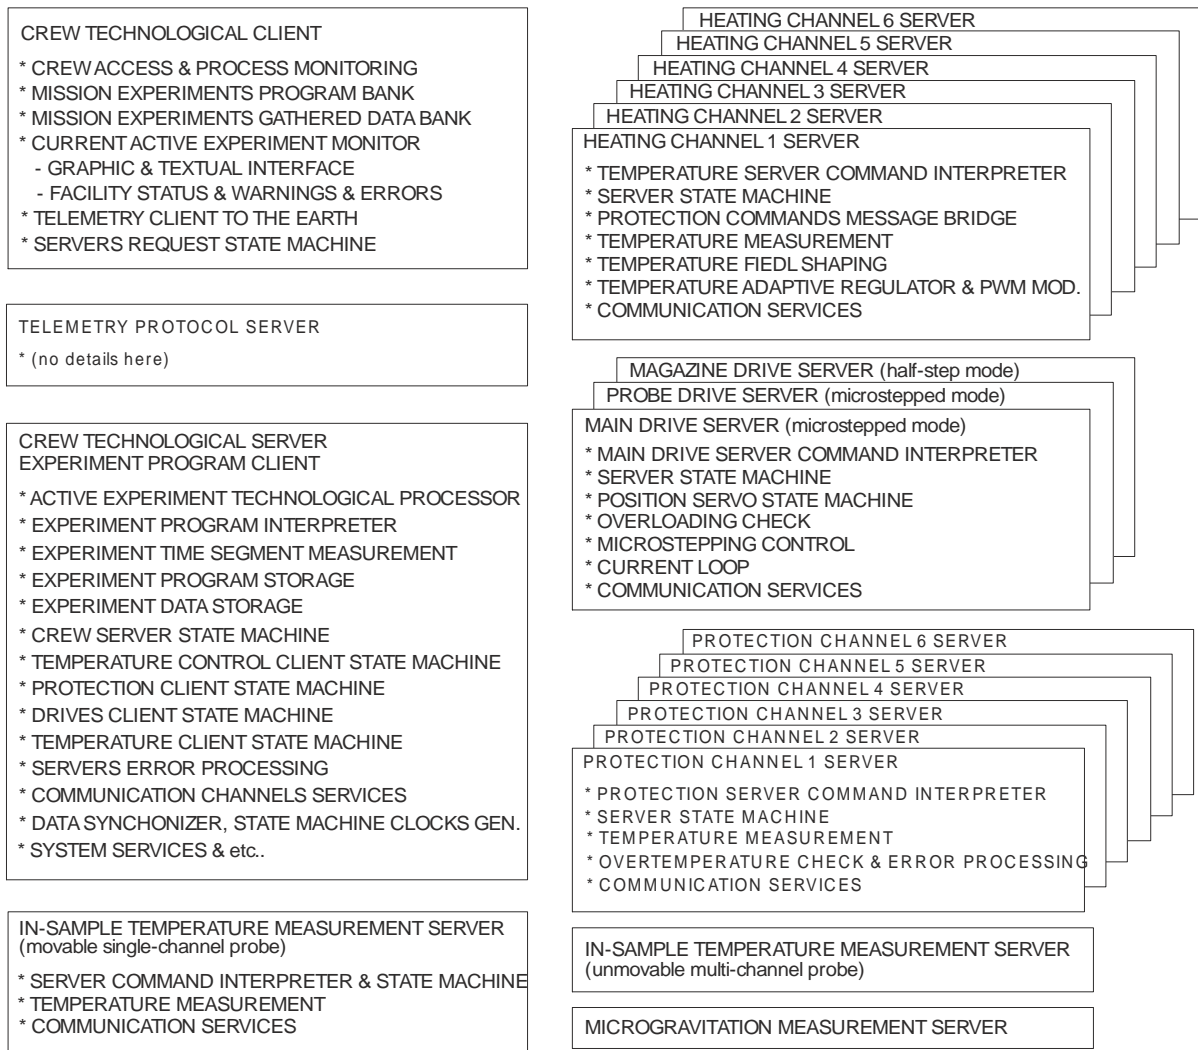 CREW TECHNOLOGICAL CLIENT
* CREW ACCESS & PROCESS MONITORING
* MISSION EXPERIMENTS PROGRAM BANK
* MISSION EXPERIMENTS GATHERED DATA BANK
* CURRENT ACTIVE EXPERIMENT MONITOR
- GRAPHIC & TEXTUAL INTERFACE
- FACILITY STATUS & WARNINGS & ERRORS
* TELEMETRY CLIENT TO THE EARTH
* SERVERS REQUEST STATE MACHINE
TELEMETRY PROTOCOL SERVER
* (no details here)
CREW TECHNOLOGICAL SERVER
EXPERIMENT PROGRAM CLIENT
* ACTIVE EXPERIMENT TECHNOLOGICAL PROCESSOR
* EXPERIMENT PROGRAM INTERPRETER
* EXPERIMENT TIME SEGMENT MEASUREMENT
* EXPERIMENT PROGRAM STORAGE
* EXPERIMENT DATA STORAGE
* CREW SERVER STATE MACHINE
* TEMPERATURE CONTROL CLIENT STATE MACHINE
* PROTECTION CLIENT STATE MACHINE
* DRIVES CLIENT STATE MACHINE
* TEMPERATURE CLIENT STATE MACHINE
* SERVERS ERROR PROCESSING
* COMMUNICATION CHANNELS SERVICES
* DATA SYNCHONIZER, STATE MACHINE CLOCKS GEN.
* SYSTEM SERVICES & etc..
IN-SAMPLE TEMPERATURE MEASUREMENT SERVER
(movable single-channel probe)
* SERVER COMMAND INTERPRETER & STATE MACHINE
* TEMPERATURE MEASUREMENT
* COMMUNICATION SERVICES
HEATING CHANNEL 6 SERVER
HEATING CHANNEL 5 SERVER
HEATING CHANNEL 4 SERVER
HEATING CHANNEL 3 SERVER
HEATING CHANNEL 2 SERVER
HEATING CHANNEL 1 SERVER
* TEMPERATURE SERVER COMMAND INTERPRETER
* SERVER STATE MACHINE
* PROTECTION COMMANDS MESSAGE BRIDGE
* TEMPERATURE MEASUREMENT
* TEMPERATURE FIEDL SHAPING
* TEMPERATURE ADAPTIVE REGULATOR & PWM MOD.
* COMMUNICATION SERVICES
MAGAZINE DRIVE SERVER (half-step mode)
PROBE DRIVE SERVER (microstepped mode)
MAIN DRIVE SERVER (microstepped mode)
* MAIN DRIVE SERVER COMMAND INTERPRETER
* SERVER STATE MACHINE
* POSITION SERVO STATE MACHINE
* OVERLOADING CHECK
* MICROSTEPPING CONTROL
* CURRENT LOOP
* COMMUNICATION SERVICES
PROTECTION CHANNEL 6 SERVER
PROTECTION CHANNEL 5 SERVER
PROTECTION CHANNEL 4 SERVER
PROTECTION CHANNEL 3 SERVER
PROTECTION CHANNEL 2 SERVER
PROTECTION CHANNEL 1 SERVER
* PROTECTION SERVER COMMAND INTERPRETER
* SERVER STATE MACHINE
* TEMPERATURE MEASUREMENT
* OVERTEMPERATURE CHECK & ERROR PROCESSING
* COMMUNICATION SERVICES
IN-SAMPLE TEMPERATURE MEASUREMENT SERVER
(unmovable multi-channel probe)
MICROGRAVITATION MEASUREMENT SERVER